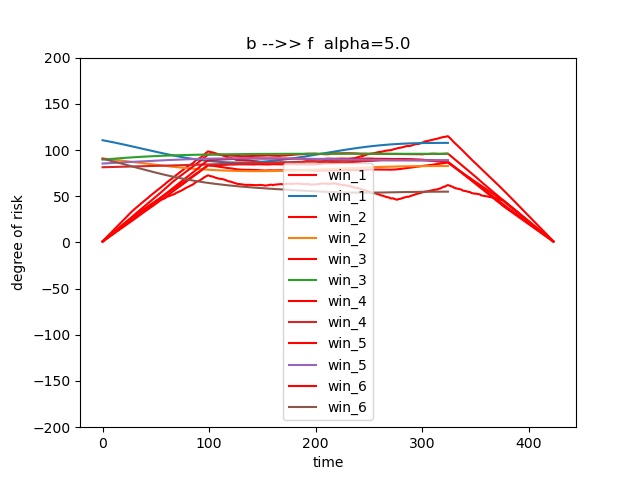 b -->> f  alpha=5.0
degree of risk
200
150
100
50
0
−50
−100
−150
−200
win_1
win_1
win_2
win_2
win_3
win_3
win_4
win_4
win_5
win_5
win_6
win_6
0 100 200 300 400
time